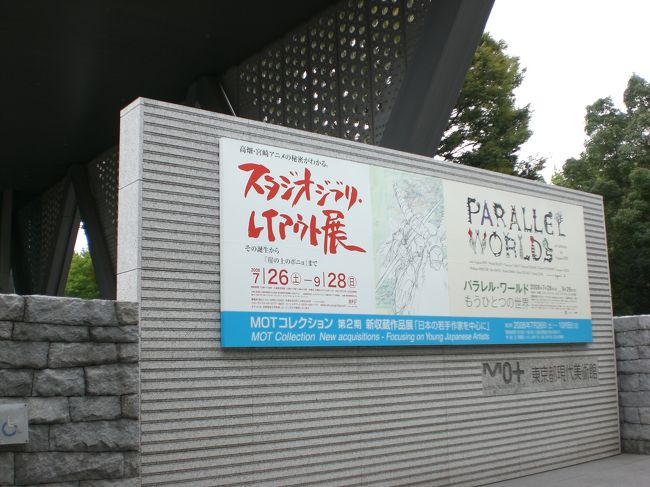 高畑・宮崎アニメの秘密がわかる。
スタジオジブリ・
レイアウト展
その誕生から
「崖の上のポニョ」まで
2008
7/26(土)—9/28(日)
PARALLEL
WORLDS
パラレル・ワールド
もうひとつの世界
MOTコレクション 第2期 新収蔵作品展「日本の若手作家を中心に」
MOT Collection New acquisitions - Focusing on Young Japanese Artists
MOT 東京都現代美術館